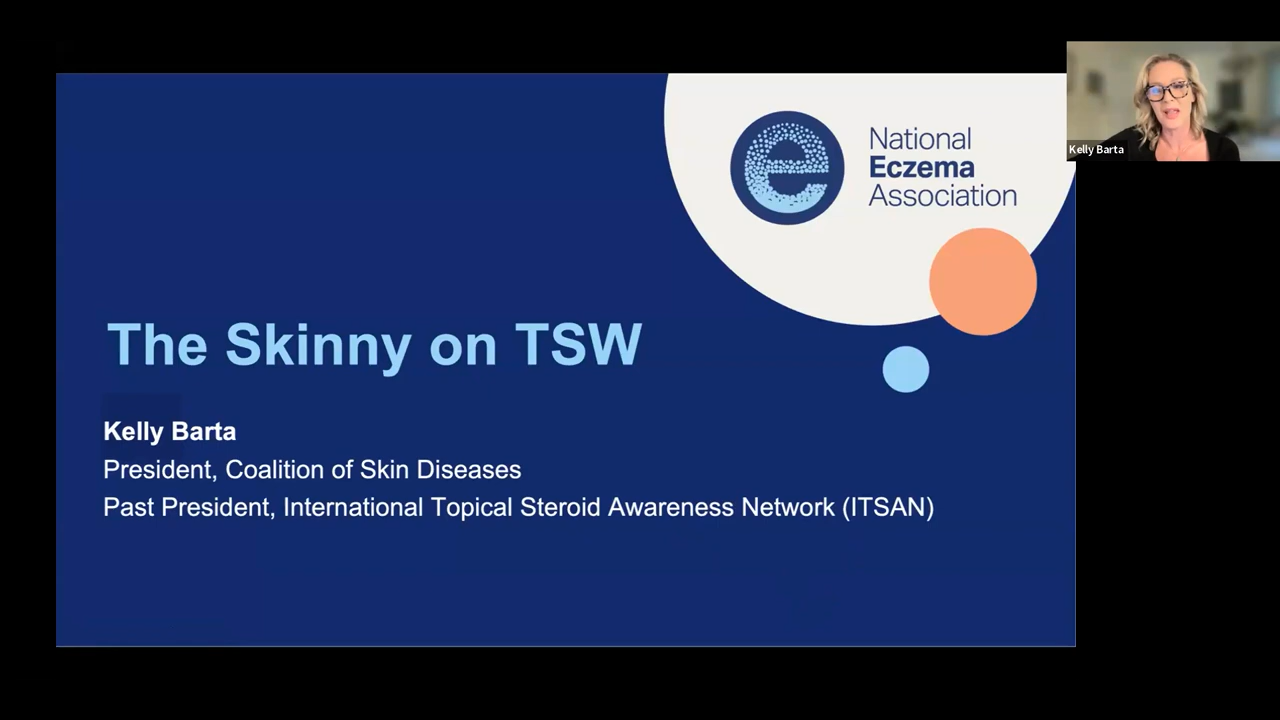 National
Eczema
Association
Kelly Barta
The Skinny on TSW
Kelly Barta
President, Coalition of Skin Diseases
Past President, International Topical Steroid Awareness Network (ITSAN)